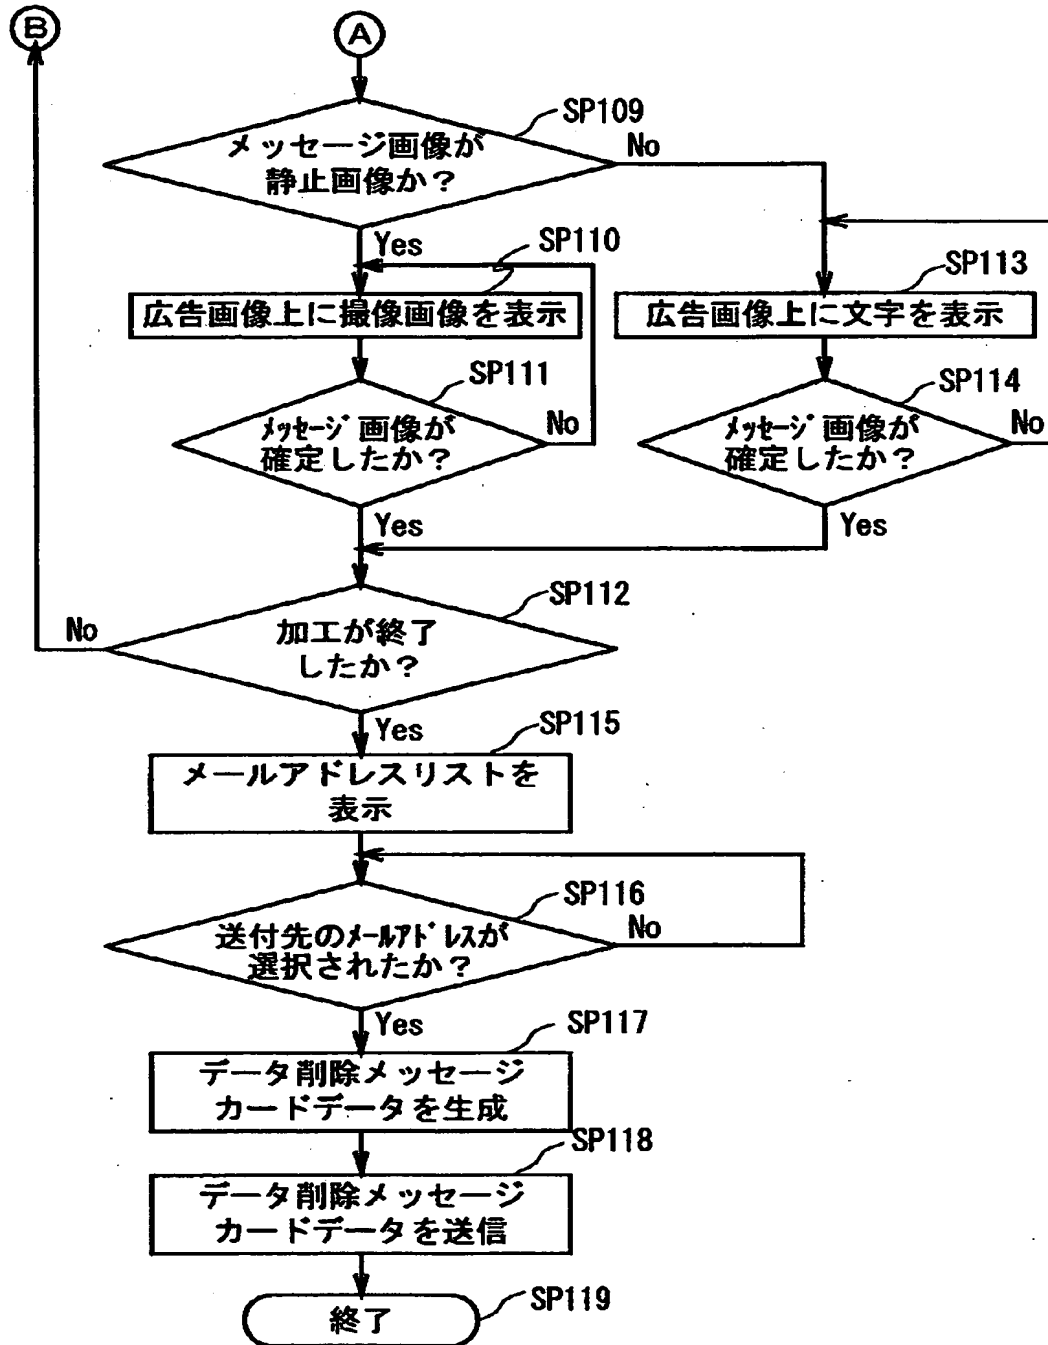 B
A
SP109
メッセージ画像が
静止画像か？
No
Yes
SP110
広告画像上に撮像画像を表示
SP113
広告画像上に文字を表示
SP111
メッセージ画像が
確定したか？
No
SP114
メッセージ画像が
確定したか？
No
Yes
Yes
SP112
加工が終了
したか？
No
Yes
SP115
メールアドレスリストを
表示
SP116
送付先のメールアドレスが
選択されたか？
No
Yes
SP117
データ削除メッセージ
カードデータを生成
SP118
データ削除メッセージ
カードデータを送信
終了
SP119